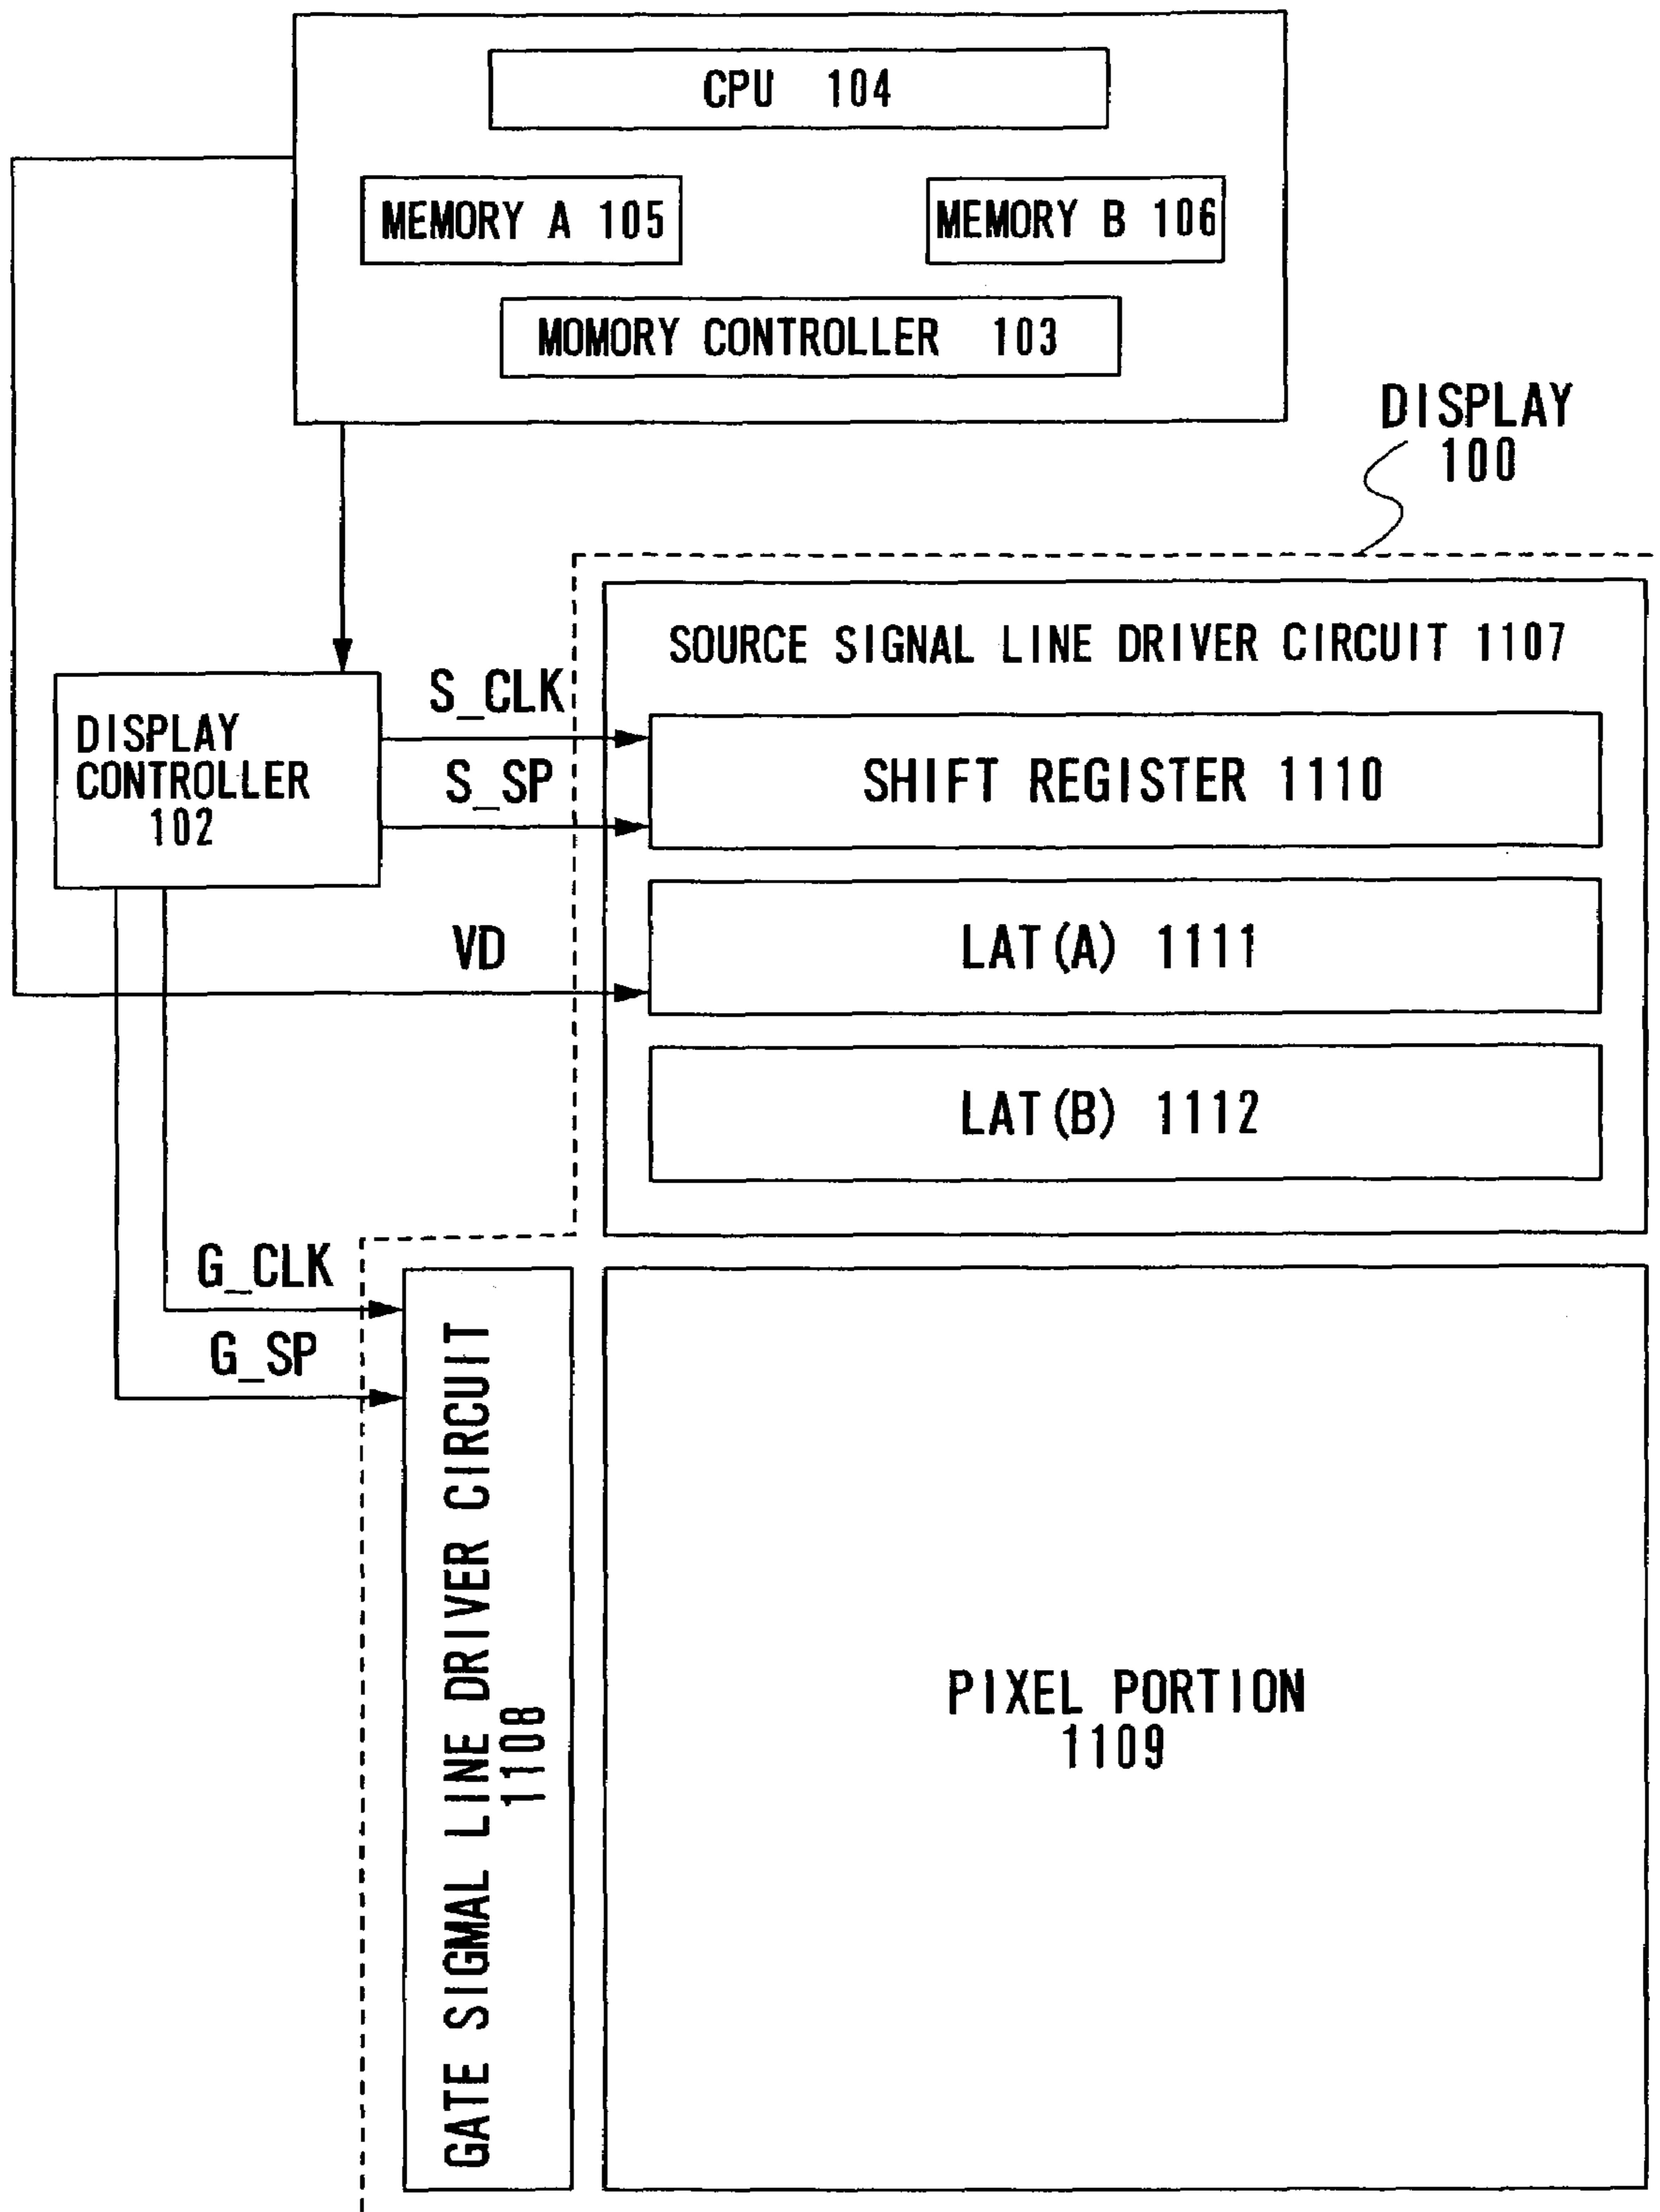 CPU 104
MEMORY A 105
MEMORY B 106
MOMORY CONTROLLER 103
DISPLAY
100
SOURCE SIGNAL LINE DRIVER CIRCUIT 1107
S_CLK
DISPLAY
CONTROLLER
102
S_SP
SHIFT REGISTER 1110
VD
LAT(A) 1111
LAT(B) 1112
G_CLK
G_SP
GATE SIGMAL LINE DRIVER CIRCUIT
1108
PIXEL PORTION
1109